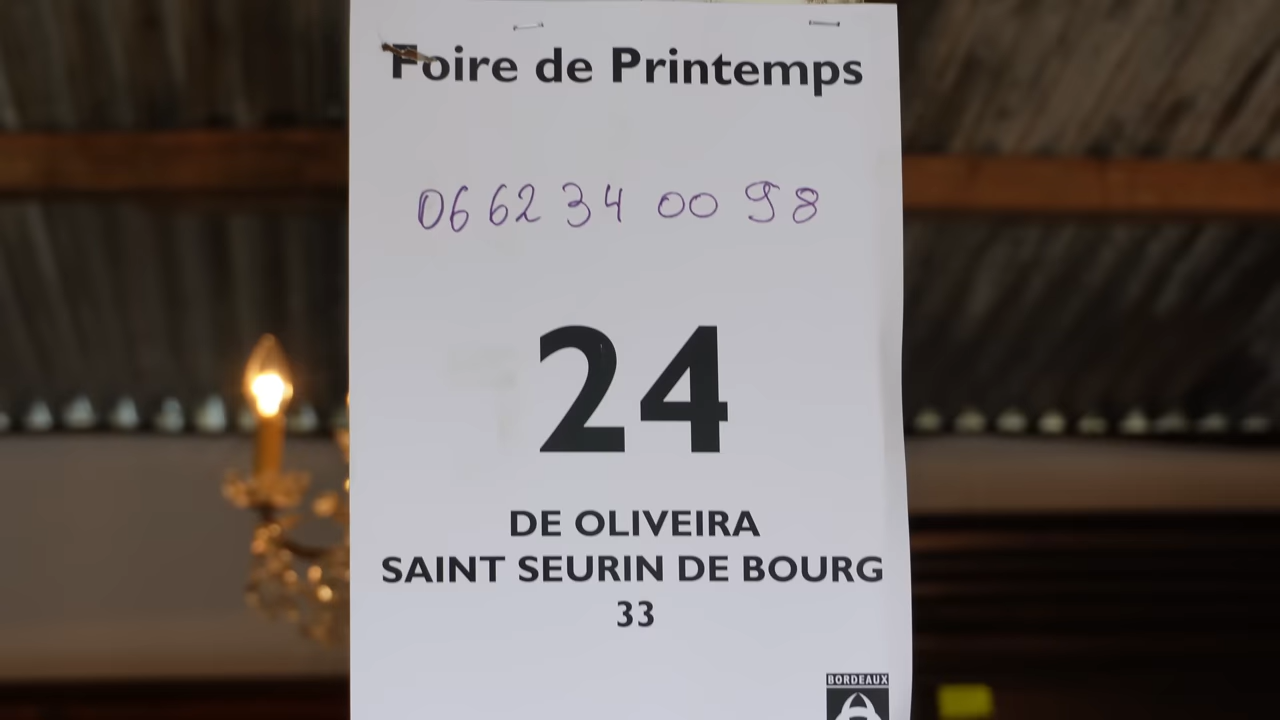 Foire de Printemps
06 62 34 00 98
24
DE OLIVEIRA
SAINT SEURIN DE BOURG
33
BORDEAUX